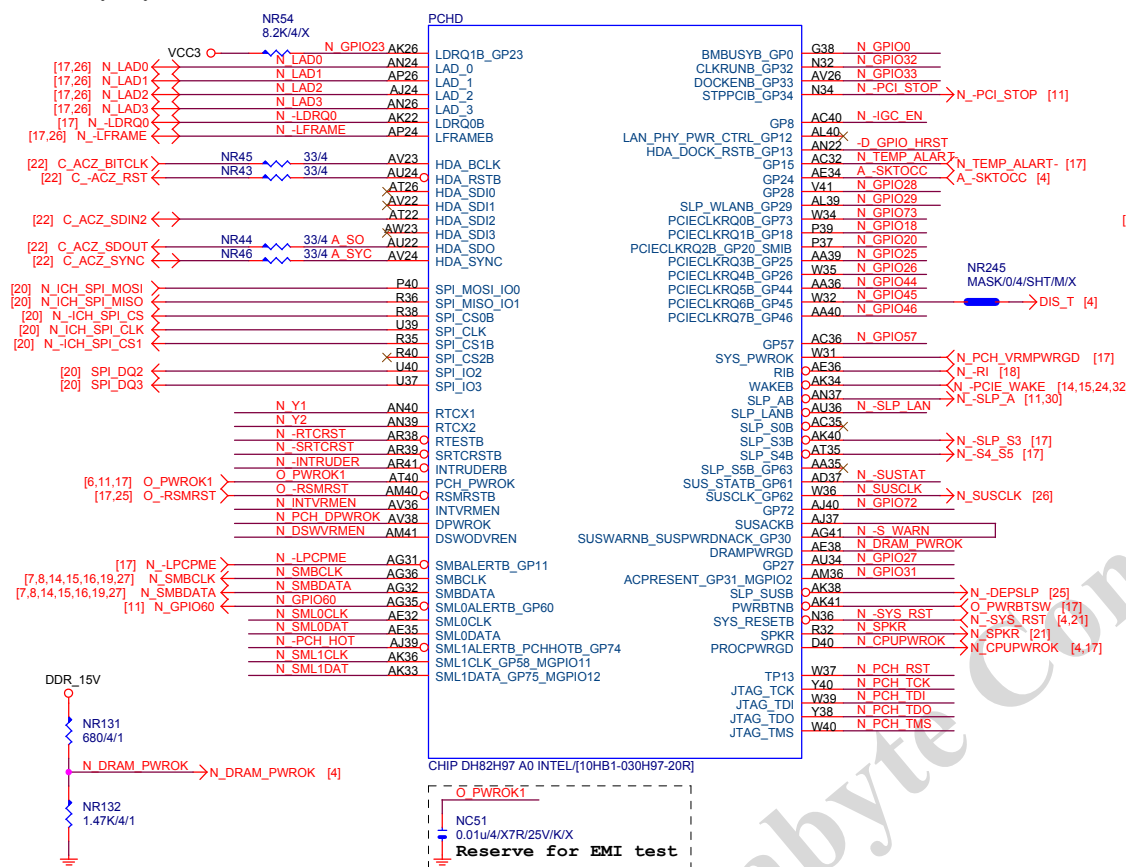 NR54
8.2K/4/X
VCC3
N_GPIO23 AK26
[17,26] N_LAD0 N_LAD0 AN24
[17,26] N_LAD1 N_LAD1 AP26
[17,26] N_LAD2 N_LAD2 AJ24
[17,26] N_LAD3 N_LAD3 AN26
[17] N_-LDRQ0 N_-LDRQ0 AK22
[17,26] N_-LFRAME N_-LFRAME AP24
[22] C_ACZ_BITCLK NR45 33/4 AV23
[22] C_-ACZ_RST NR43 33/4 AU24
AT26
AV22
[22] C_ACZ_SDIN2 AT22
AW23
[22] C_ACZ_SDOUT NR44 33/4 A_SO AU22
[22] C_ACZ_SYNC NR46 33/4 A_SYC AV24
[20] N_ICH_SPI_MOSI P40
[20] N_ICH_SPI_MISO R36
[20] N_-ICH_SPI_CS R38
[20] N_ICH_SPI_CLK U39
[20] N_-ICH_SPI_CS1 R35
R40
[20] SPI_DQ2 U40
[20] SPI_DQ3 U37
N_Y1 AN40
N_Y2 AN39
N_-RTCRST AR38
N_-SRTCRST AR39
N_-INTRUDER AR41
[6,11,17] O_PWROK1 O_PWROK1 AT40
[17,25] O_-RSMRST O_-RSMRST AM40
N_INTVRMEN AV36
N_PCH_DPWROK AV38
N_DSWVRMEN AM41
[17] N_-LPCPME N_-LPCPME AG31
[7,8,14,15,16,19,27] N_SMBCLK N_SMBCLK AG36
[7,8,14,15,16,19,27] N_SMBDATA N_SMBDATA AG32
[11] N_GPIO60 N_GPIO60 AG35
N_SML0CLK AE32
N_SML0DAT AE35
N_-PCH_HOT AJ39
N_SML1CLK AK36
N_SML1DAT AK33
PCHD
LDRQ1B_GP23
LAD_0
LAD_1
LAD_2
LAD_3
LDRQ0B
LFRAMEB
HDA_BCLK
HDA_RSTB
HDA_SDI0
HDA_SDI1
HDA_SDI2
HDA_SDI3
HDA_SDO
HDA_SYNC
SPI_MOSI_IO0
SPI_MISO_IO1
SPI_CS0B
SPI_CLK
SPI_CS1B
SPI_CS2B
SPI_IO2
SPI_IO3
RTCX1
RTCX2
RTESTB
SRTCRSTB
INTRUDERB
PCH_PWROK
RSMRSTB
INTVRMEN
DPWROK
DSWODVREN
SMBALERTB_GP11
SMBCLK
SMBDATA
SML0ALERTB_GP60
SML0CLK
SML0DATA
SML1ALERTB_PCHHOTB_GP74
SML1CLK_GP58_MGPIO11
SML1DATA_GP75_MGPIO12
BMBUSYB_GP0
CLKRUNB_GP32
DOCKENB_GP33
STPPCIB_GP34
GP8
LAN_PHY_PWR_CTRL_GP12
HDA_DOCK_RSTB_GP13
GP15
GP24
GP28
SLP_WLANB_GP29
PCIECLKRQ0B_GP73
PCIECLKRQ1B_GP18
PCIECLKRQ2B_GP20_SMIB
PCIECLKRQ3B_GP25
PCIECLKRQ4B_GP26
PCIECLKRQ5B_GP44
PCIECLKRQ6B_GP45
PCIECLKRQ7B_GP46
GP57
SYS_PWROK
RIB
WAKEB
SLP_AB
SLP_LANB
SLP_S0B
SLP_S3B
SLP_S4B
SLP_S5B_GP63
SUS_STATB_GP61
SUSCLK_GP62
GP72
SUSACKB
SUSWARNB_SUSPWRDNACK_GP30
DRAMPWRGD
GP27
ACPRESENT_GP31_MGPIO2
SLP_SUSB
PWRBTNB
SYS_RESETB
SPKR
PROCPWRGD
TP13
JTAG_TCK
JTAG_TDI
JTAG_TDO
JTAG_TMS
G38 N_GPIO0
N32 N_GPIO32
AV26 N_GPIO33
N34 N_-PCI_STOP N_-PCI_STOP [11]
AC40 N_-IGC_EN
AL40
AN22 -D_GPIO_HRST
AC32 N_TEMP_ALART N_TEMP_ALART- [17]
AE34 A_-SKTOCC A_-SKTOCC [4]
V41 N_GPIO28
AL39 N_GPIO29
W34 N_GPIO73
P39 N_GPIO18
P37 N_GPIO20
AA39 N_GPIO25
W35 N_GPIO26
AA36 N_GPIO44
W32 N_GPIO45
AA40 N_GPIO46
NR245
MASK/0/4/SHT/M/X
DIS_T [4]
[
AC36 N_GPIO57
W31 N_PCH_VRMPWRGD [17]
AE36 N_-RI [18]
AK34 N_-PCIE_WAKE [14,15,24,32
AN37 N_-SLP_A [11,30]
AU36 N_-SLP_LAN
AC35
AK40 N_-SLP_S3 [17]
AT35 N_-S4_S5 [17]
AA35
AD37 N_-SUSTAT
W36 N_SUSCLK N_SUSCLK [26]
AJ40 N_GPIO72
AJ37
AG41 N_-S_WARN
AE38 N_DRAM_PWROK
AU34 N_GPIO27
AM36 N_GPIO31
AK38 N_-DEPSLP [25]
AK41 O_PWRBTSW [17]
N36 N_-SYS_RST N_-SYS_RST [4,21]
R32 N_SPKR N_SPKR [21]
D40 N_CPUPWROK N_CPUPWROK [4,17]
W37 N_PCH_RST
Y40 N_PCH_TCK
W39 N_PCH_TDI
Y38 N_PCH_TDO
W40 N_PCH_TMS
CHIP DH82H97 A0 INTEL/[10HB1-030H97-20R]
DDR_15V
NR131
680/4/1
N_DRAM_PWROK N_DRAM_PWROK [4]
NR132
1.47K/4/1
O_PWROK1
NC51
0.01u/4/X7R/25V/K/X
Reserve for EMI test